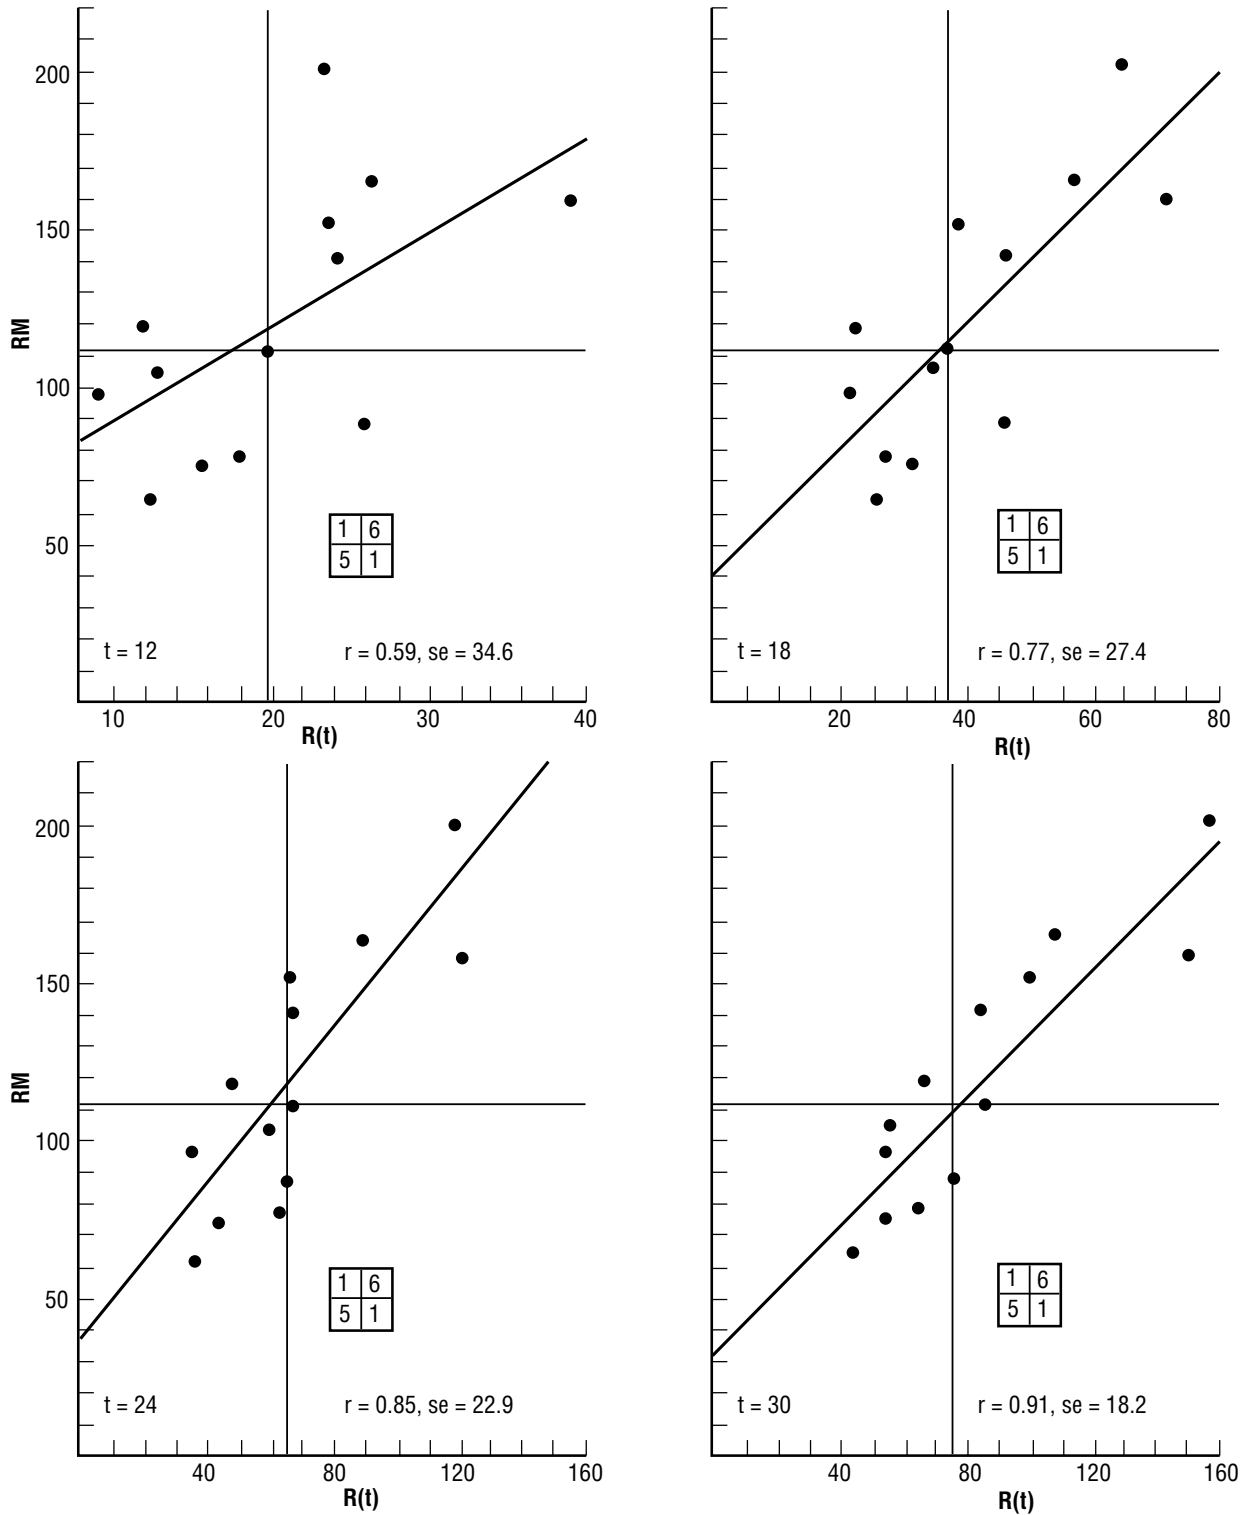 200
150
RM
100
1 6
50
5 1
t = 12
r = 0.59, se = 34.6
10 20 30 40
R(t)
1 6
5 1
t = 18
r = 0.77, se = 27.4
20 40 60 80
R(t)
200
150
RM
100
1 6
50
5 1
t = 24
r = 0.85, se = 22.9
40 80 120 160
R(t)
1 6
5 1
t = 30
r = 0.91, se = 18.2
40 80 120 160
R(t)